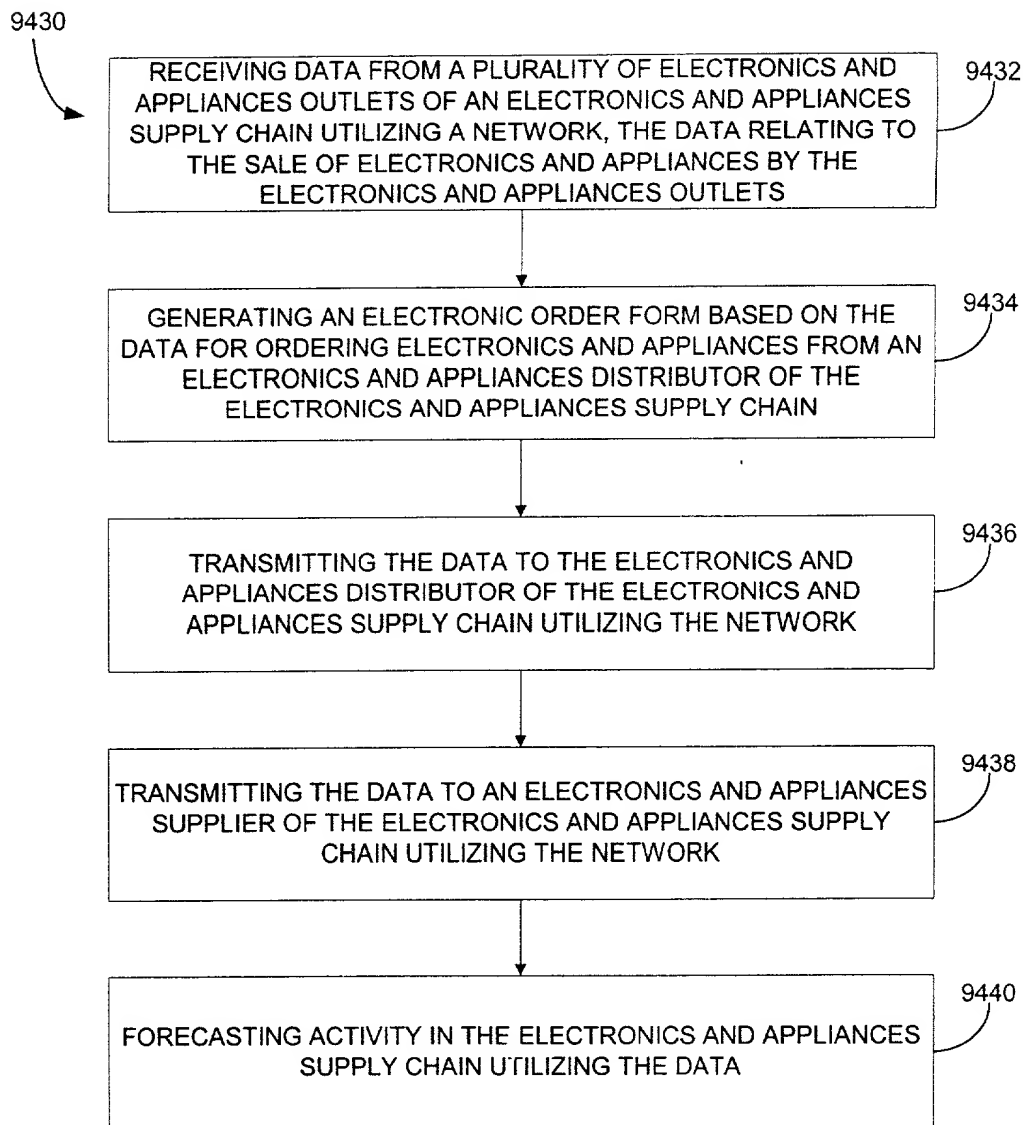 9430
RECEIVING DATA FROM A PLURALITY OF ELECTRONICS AND
APPLIANCES OUTLETS OF AN ELECTRONICS AND APPLIANCES
SUPPLY CHAIN UTILIZING A NETWORK, THE DATA RELATING TO
THE SALE OF ELECTRONICS AND APPLIANCES BY THE
ELECTRONICS AND APPLIANCES OUTLETS
9432
GENERATING AN ELECTRONIC ORDER FORM BASED ON THE
DATA FOR ORDERING ELECTRONICS AND APPLIANCES FROM AN
ELECTRONICS AND APPLIANCES DISTRIBUTOR OF THE
ELECTRONICS AND APPLIANCES SUPPLY CHAIN
9434
TRANSMITTING THE DATA TO THE ELECTRONICS AND
APPLIANCES DISTRIBUTOR OF THE ELECTRONICS AND
APPLIANCES SUPPLY CHAIN UTILIZING THE NETWORK
9436
TRANSMITTING THE DATA TO AN ELECTRONICS AND APPLIANCES
SUPPLIER OF THE ELECTRONICS AND APPLIANCES SUPPLY
CHAIN UTILIZING THE NETWORK
9438
FORECASTING ACTIVITY IN THE ELECTRONICS AND APPLIANCES
SUPPLY CHAIN UTILIZING THE DATA
9440